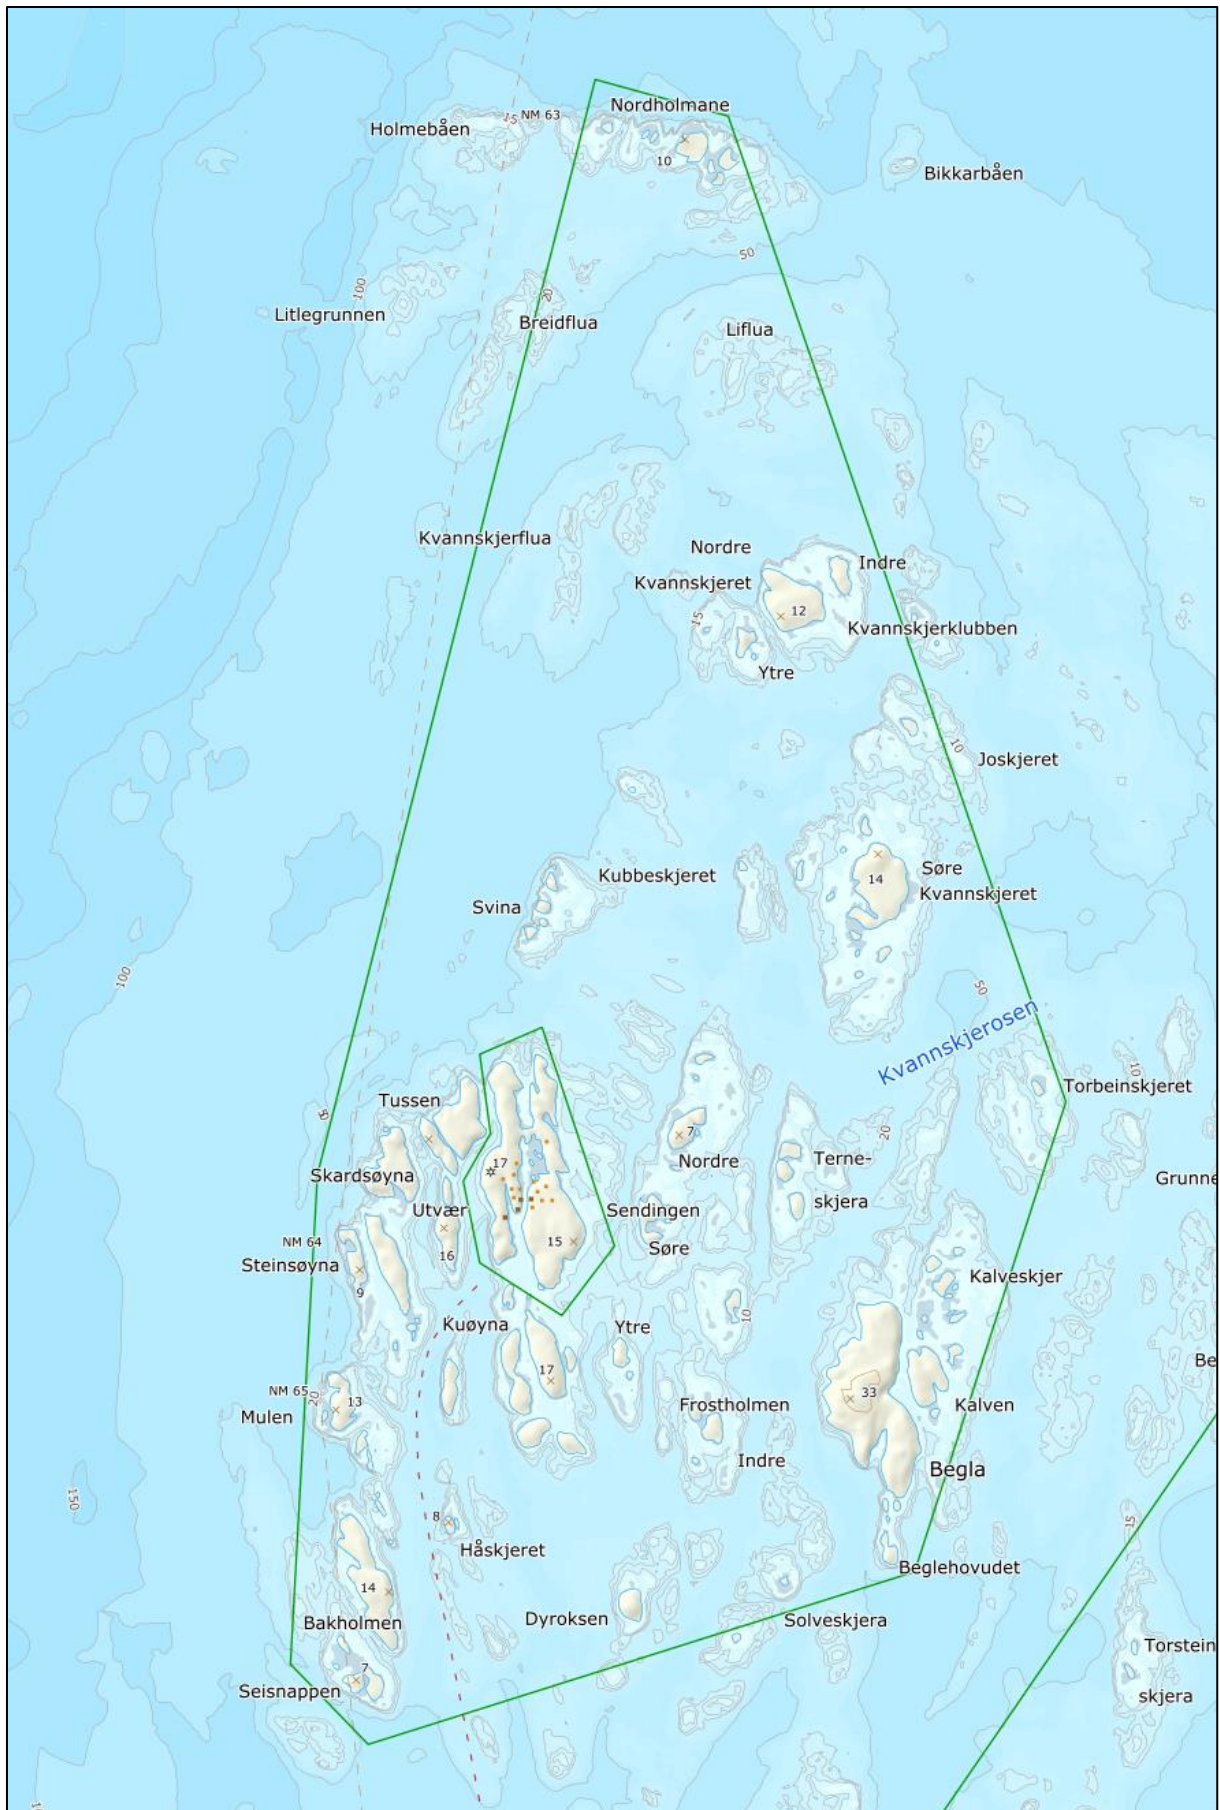 Nordholmane
15
NM 63
Holmebåen
10
Bikkarbåen
50
100
20
Litlegrunnen
Breidflua
Liflua
Kvannskjerflua
Nordre
Indre
Kvannskjeret
12
15
Kvannskjerklubben
Ytre
10
Joskjeret
Kubbeskjeret
Søre
14
Kvannskjeret
Svina
100
50
Kvannskjerosen
10
Torbeinskjeret
Tussen
50
20
7
Nordre
Terne-
17
Skardsøyna
Grunne
skjera
Utvær
Sendingen
NM 64
15
Søre
16
Steinsøyna
Kalveskjer
9
10
Kuøyna
Ytre
Be
17
NM 65
20
13
33
Frostholmen
Kalven
Mulen
Indre
Begla
150
8
15
Håskjeret
Beglehovudet
14
Bakholmen
Dyroksen
Solveskjera
Torstein
7
Seisnappen
skjera